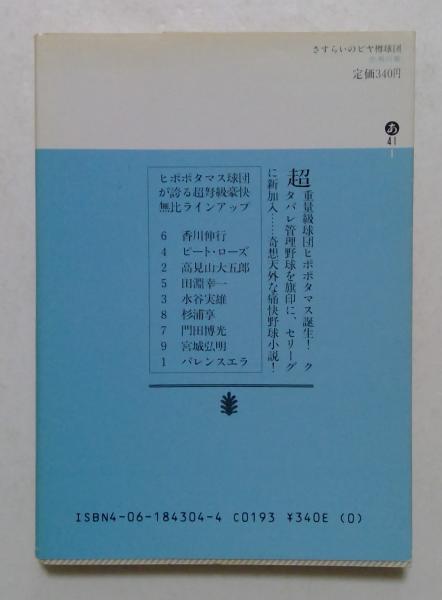 さすらいのビヤ樽球団
定価340円
あ
41
1
超重量級球団ヒポポタマス誕生!クタバレ管理野球を旗印に、セリーグに新加入……奇想天外な痛快野球小説!
ヒポポタマス球団
が誇る超弩級豪快
無比ラインアップ
6 香川伸行
4 ピート・ローズ
2 高見山大五郎
5 田淵幸一
3 水谷実雄
8 杉浦享
7 門田博光
9 宮城弘明
1 バレンスエラ
ISBN4-06-184304-4 C0193 ¥340E (0)